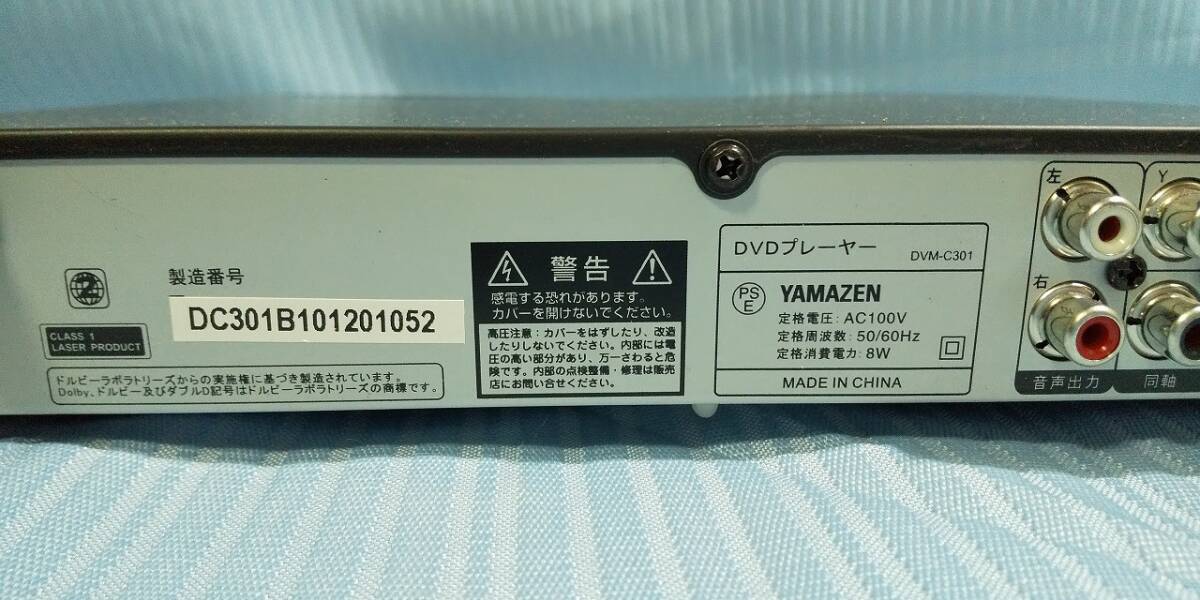 2
製造番号
DC301B101201052
CLASS 1
LASER PRODUCT
ドルビーラボラトリーズからの実施権に基づき製造されています。
Dolby、ドルビー及びダブルD記号はドルビーラボラトリーズの商標です。
警告
感電する恐れがあります。
カバーを開けないでください。
高圧注意:カバーをはずしたり、改造
したりしないでください。内部には電
圧の高い部分があり、万一さわると危
険です。内部の点検整備・修理は販売
店にお問い合せください。
DVDプレーヤー DVM-C301
PS
E
YAMAZEN
定格電圧:AC100V
定格周波数:50/60Hz
定格消費電力:8W
MADE IN CHINA
左
Y
右
音声出力
同軸